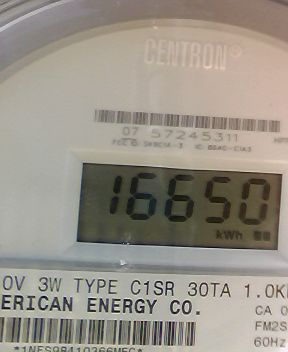 CENTRON®
07 57245311
16650
kWh
0V 3W TYPE C1SR 30TA 1.0K
ERICAN ENERGY CO.
CA 0
FM2S
60Hz